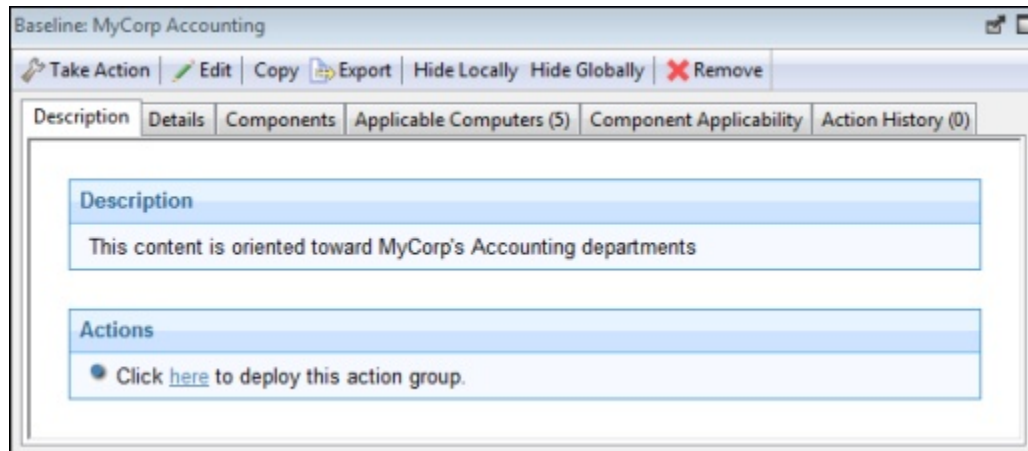 Baseline: MyCorp Accounting
Take Action Edit Copy Export Hide Locally Hide Globally Remove
Description Details Components Applicable Computers (5) Component Applicability Action History (0)
Description
This content is oriented toward MyCorp's Accounting departments
Actions
Click here to deploy this action group.